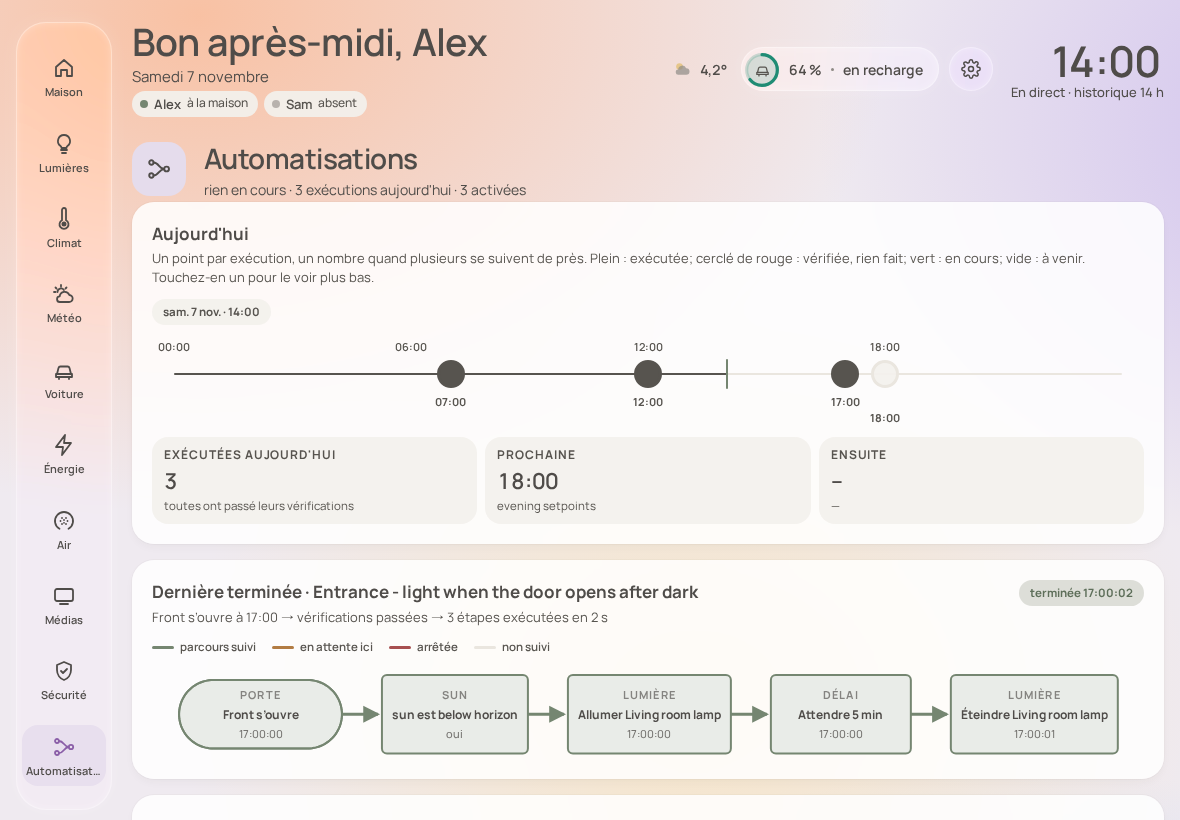 Bon après-midi, Alex
Samedi 7 novembre
Alex à la maison
Sam absent
4,2°
64 % • en recharge
14:00
En direct · historique 14 h
Maison
Lumières
Climat
Météo
Voiture
Énergie
Air
Médias
Sécurité
Automatisat…
Automatisations
rien en cours · 3 exécutions aujourd'hui · 3 activées
Aujourd'hui
Un point par exécution, un nombre quand plusieurs se suivent de près. Plein : exécutée; cerclé de rouge : vérifiée, rien fait; vert : en cours; vide : à venir.
Touchez-en un pour le voir plus bas.
sam. 7 nov. · 14:00
00:00 06:00 12:00 18:00
07:00 12:00 17:00
18:00
EXÉCUTÉES AUJOURD'HUI
3
toutes ont passé leurs vérifications
PROCHAINE
18:00
evening setpoints
ENSUITE
–
—
Dernière terminée · Entrance - light when the door opens after dark
terminée 17:00:02
Front s'ouvre à 17:00 → vérifications passées → 3 étapes exécutées en 2 s
parcours suivi en attente ici arrêtée non suivi
PORTE
Front s'ouvre
17:00:00
SUN
sun est below horizon
oui
LUMIÈRE
Allumer Living room lamp
17:00:00
DÉLAI
Attendre 5 min
17:00:00
LUMIÈRE
Éteindre Living room lamp
17:00:01